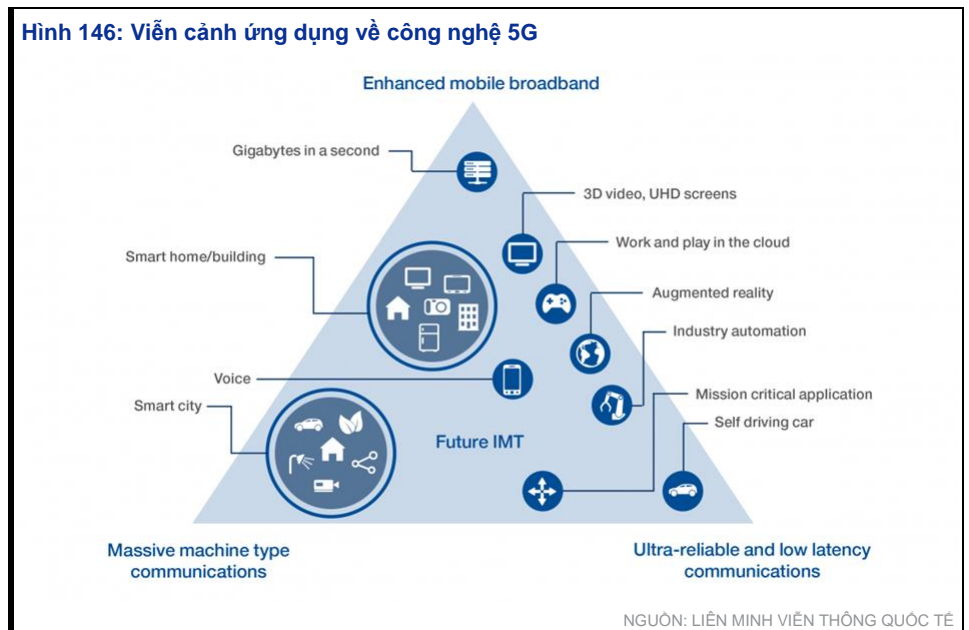 Hình 146: Viễn cảnh ứng dụng về công nghệ 5G
Enhanced mobile broadband
Gigabytes in a second
3D video, UHD screens
Work and play in the cloud
Smart home/building
Augmented reality
Industry automation
Voice
Mission critical application
Smart city
Self driving car
Future IMT
Massive machine type
communications
Ultra-reliable and low latency
communications
NGUỒN: LIÊN MINH VIỄN THÔNG QUỐC TẾ